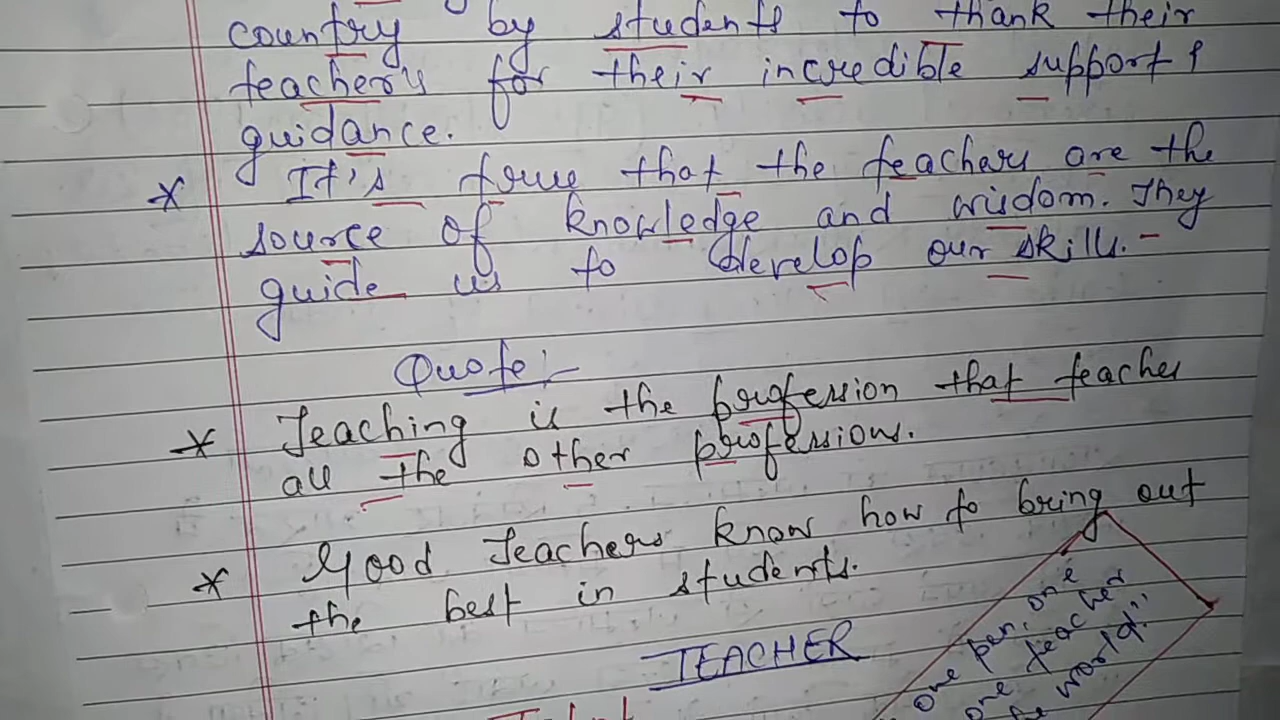 country by students to thank their
teacher's for their incredible support &
guidance.
* It's true that the teachers are the
source of knowledge and wisdom. They
guide us to develop our skills.
Quote:-
* Teaching is the profession that teaches
all the other professions.
* Good Teachers know how to bring out
the best in students.
TEACHER
one pen, one
one teacher
world!!